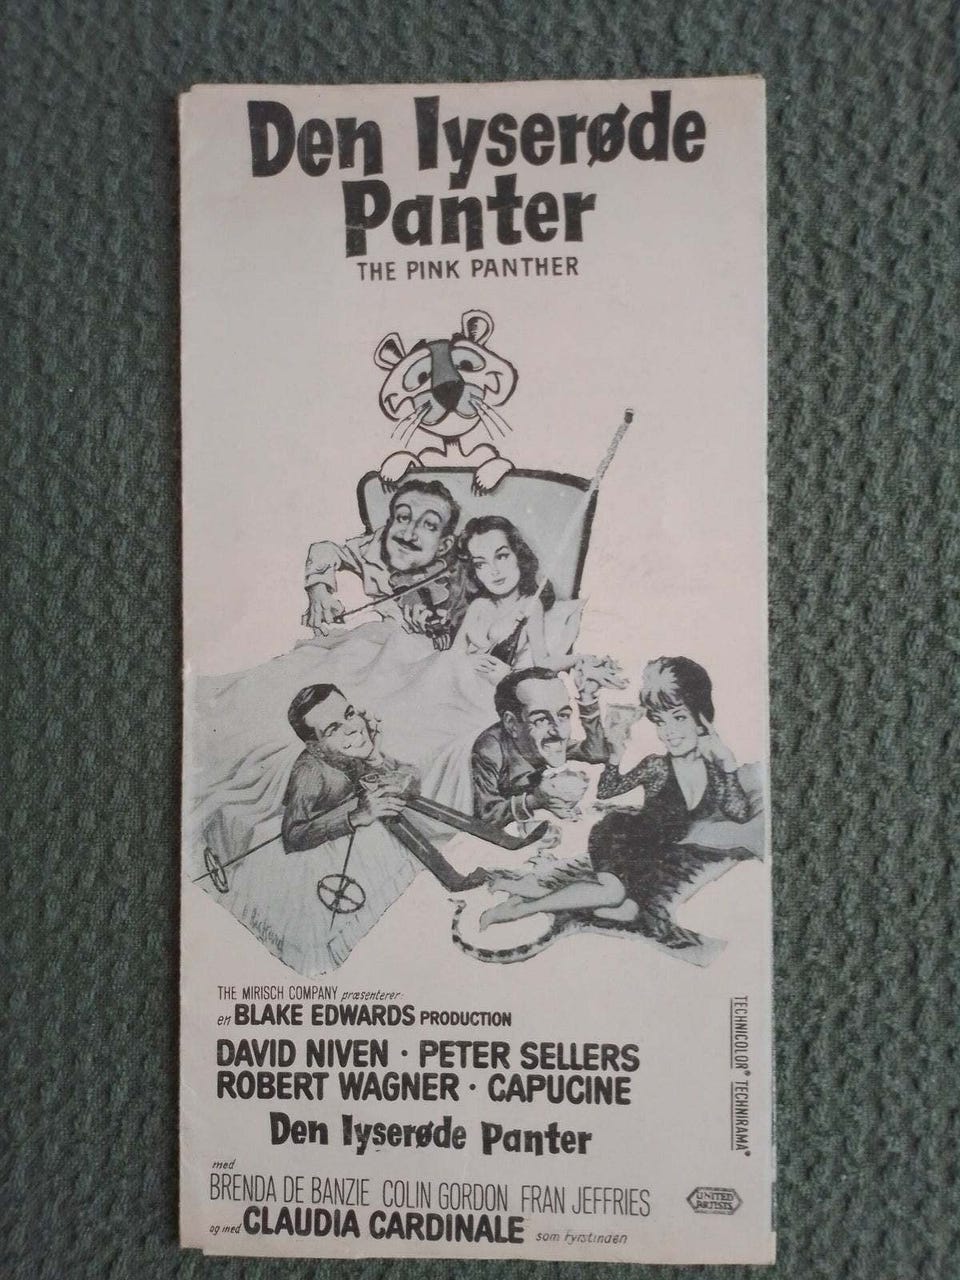 Den lyserøde
Panter
THE PINK PANTHER
THE MIRISCH COMPANY præsenterer:
en BLAKE EDWARDS PRODUCTION
DAVID NIVEN · PETER SELLERS
ROBERT WAGNER · CAPUCINE
Den lyserøde Panter
med
BRENDA DE BANZIE COLIN GORDON FRAN JEFFRIES
og med CLAUDIA CARDINALE som fyrstinden
TECHNICOLOR® TECHNIRAMA®
UNITED
ARTISTS